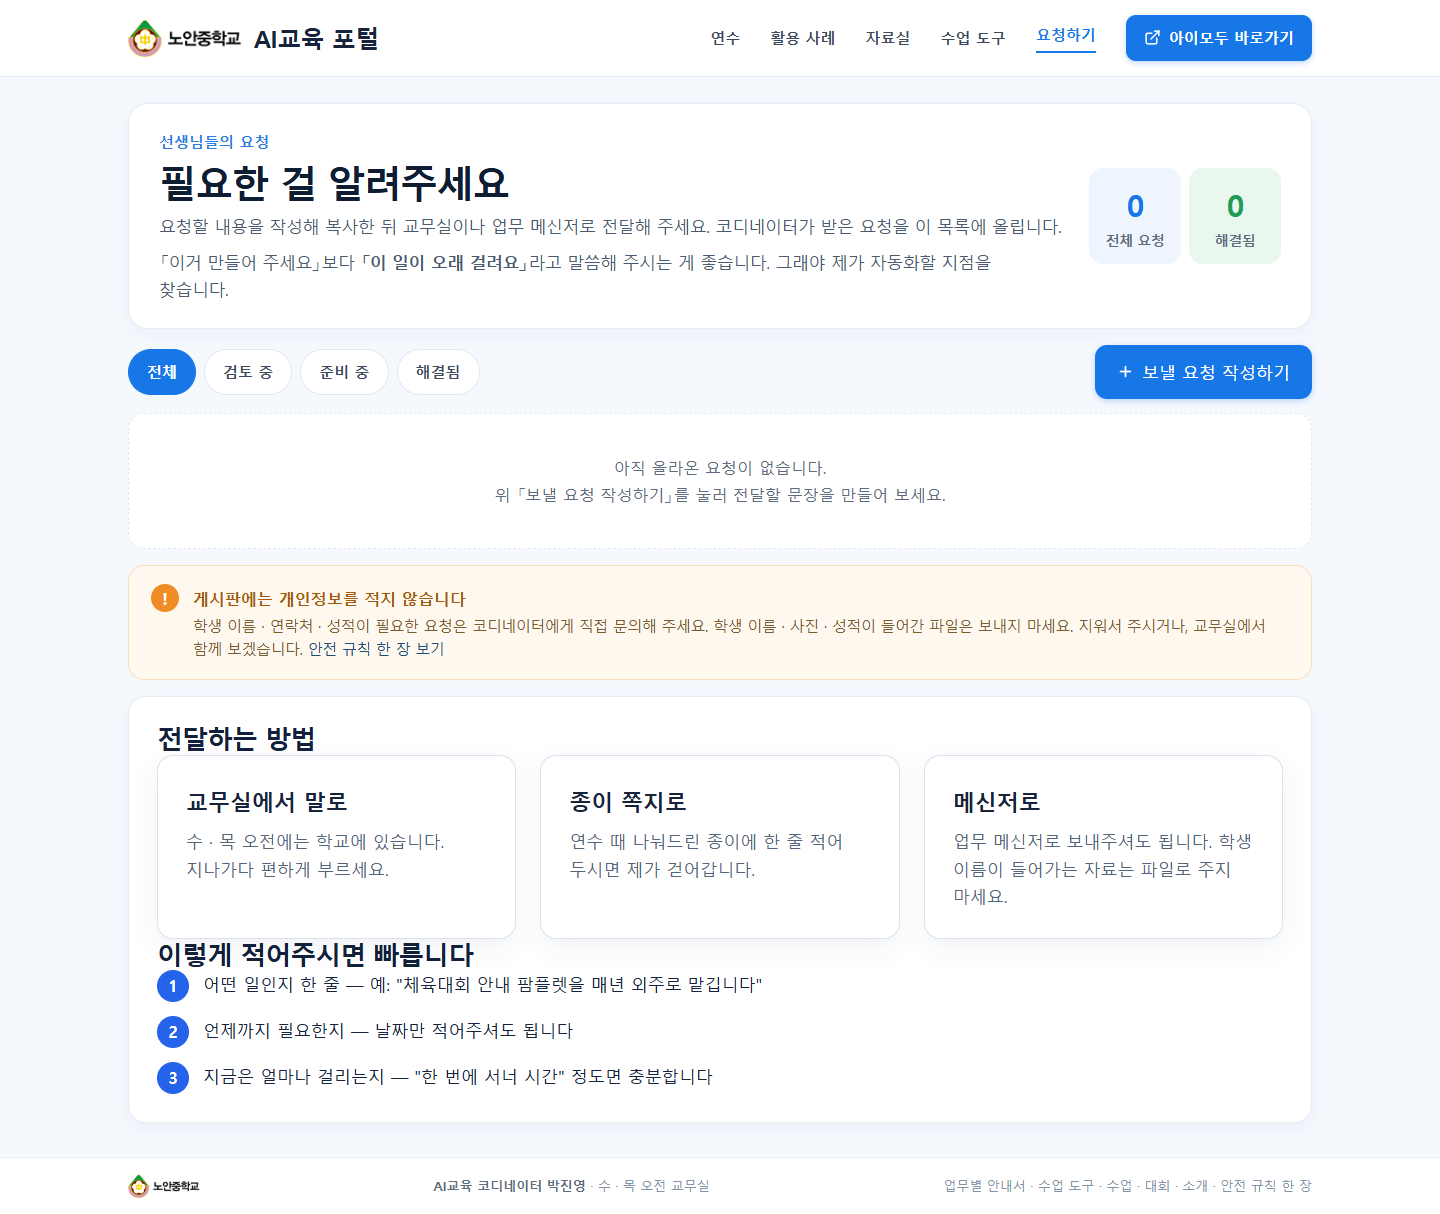 노안중학교 AI교육 포털
연수 활용 사례 자료실 수업 도구 요청하기 아이모두 바로가기
선생님들의 요청
필요한 걸 알려주세요
요청할 내용을 작성해 복사한 뒤 교무실이나 업무 메신저로 전달해 주세요. 코디네이터가 받은 요청을 이 목록에 올립니다.
「이거 만들어 주세요」보다 「이 일이 오래 걸려요」라고 말씀해 주시는 게 좋습니다. 그래야 제가 자동화할 지점을
찾습니다.
0
전체 요청
0
해결됨
전체 검토 중 준비 중 해결됨
+ 보낼 요청 작성하기
아직 올라온 요청이 없습니다.
위 「보낼 요청 작성하기」를 눌러 전달할 문장을 만들어 보세요.
! 게시판에는 개인정보를 적지 않습니다
학생 이름 · 연락처 · 성적이 필요한 요청은 코디네이터에게 직접 문의해 주세요. 학생 이름 · 사진 · 성적이 들어간 파일은 보내지 마세요. 지워서 주시거나, 교무실에서
함께 보겠습니다. 안전 규칙 한 장 보기
전달하는 방법
교무실에서 말로
수 · 목 오전에는 학교에 있습니다.
지나가다 편하게 부르세요.
종이 쪽지로
연수 때 나눠드린 종이에 한 줄 적어
두시면 제가 걷어갑니다.
메신저로
업무 메신저로 보내주셔도 됩니다. 학생
이름이 들어가는 자료는 파일로 주지
마세요.
이렇게 적어주시면 빠릅니다
1 어떤 일인지 한 줄 — 예: "체육대회 안내 팜플렛을 매년 외주로 맡깁니다"
2 언제까지 필요한지 — 날짜만 적어주셔도 됩니다
3 지금은 얼마나 걸리는지 — "한 번에 서너 시간" 정도면 충분합니다
노안중학교
AI교육 코디네이터 박진영 · 수 · 목 오전 교무실
업무별 안내서 · 수업 도구 · 수업 · 대회 · 소개 · 안전 규칙 한 장